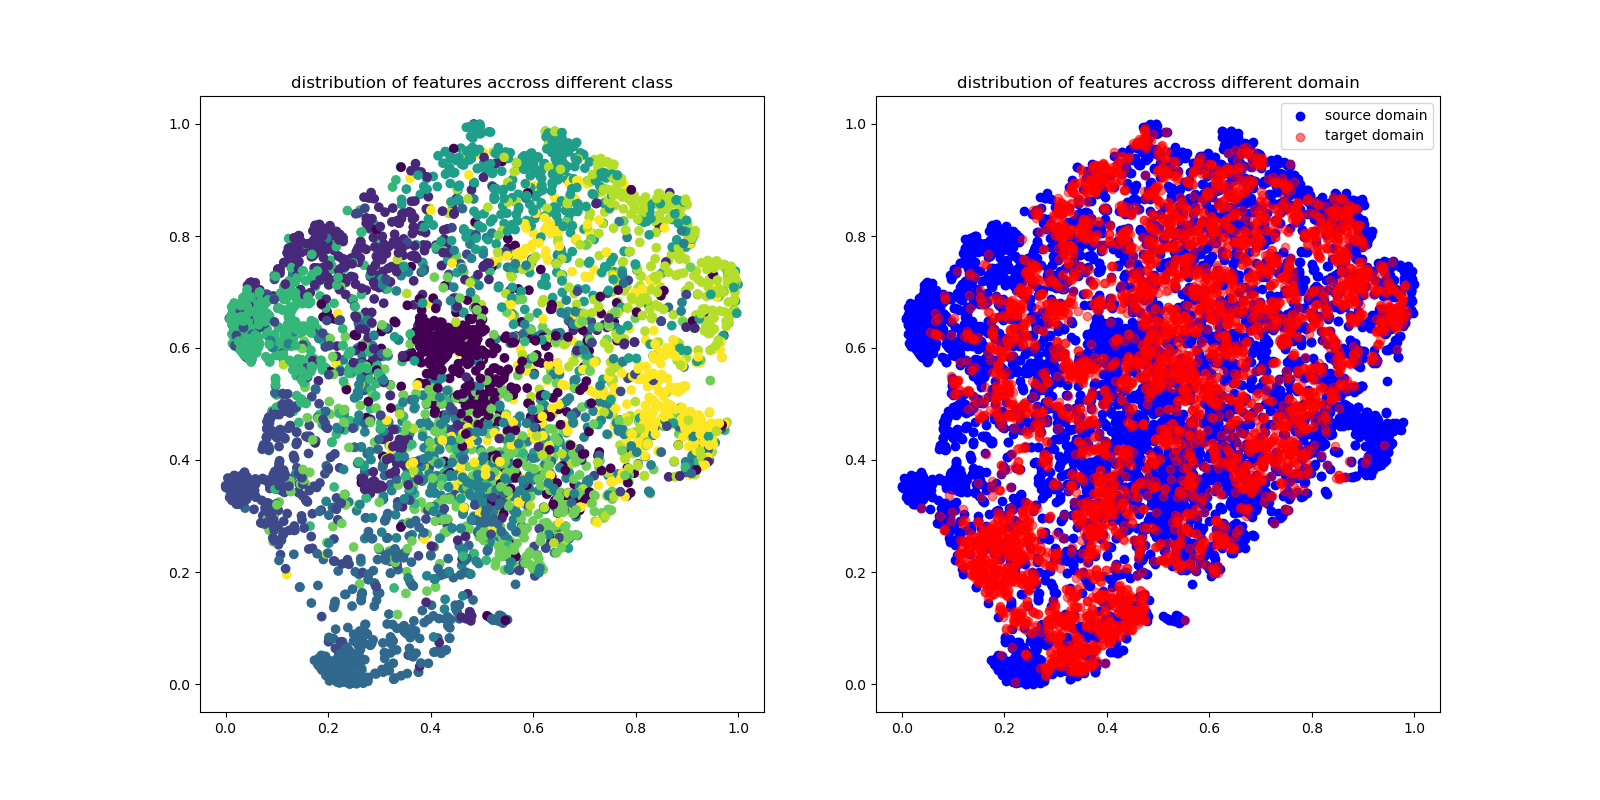 distribution of features accross different class
1.0
0.8
0.6
0.4
0.2
0.0
0.0 0.2 0.4 0.6 0.8 1.0
distribution of features accross different domain
source domain
target domain
1.0
0.8
0.6
0.4
0.2
0.0
0.0 0.2 0.4 0.6 0.8 1.0